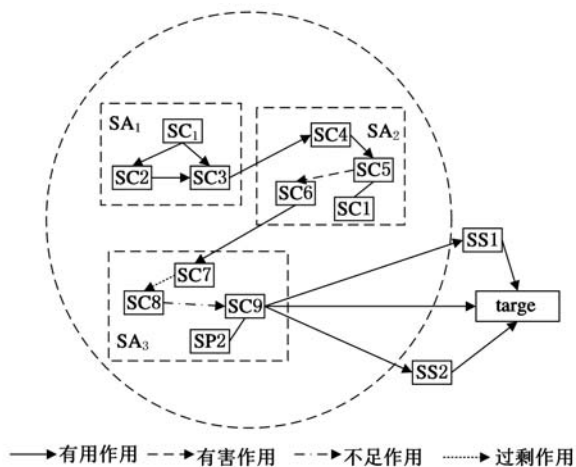 SA₁
SC₁
SC2
SC3
SC4
SA₂
SC5
SC6
SC1
SS1
SC7
SC8
SC9
SA₃
SP2
targe
SS2
有用作用
有害作用
不足作用
过剩作用